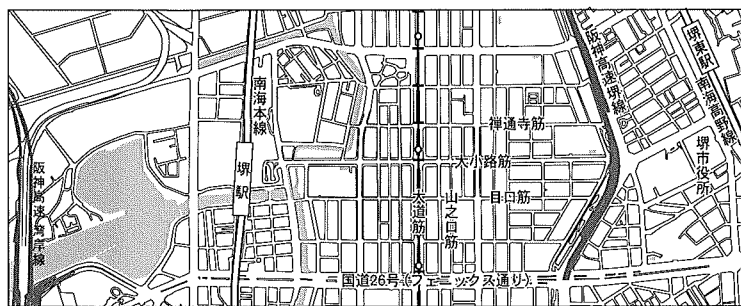 阪神高速湾岸線
南海本線
堺駅
大道筋
山之口筋
禅通寺筋
大小路筋
目口筋
国道26号(フェニックス通り)
阪神高速堺線
堺東駅
南海高野線
堺市役所